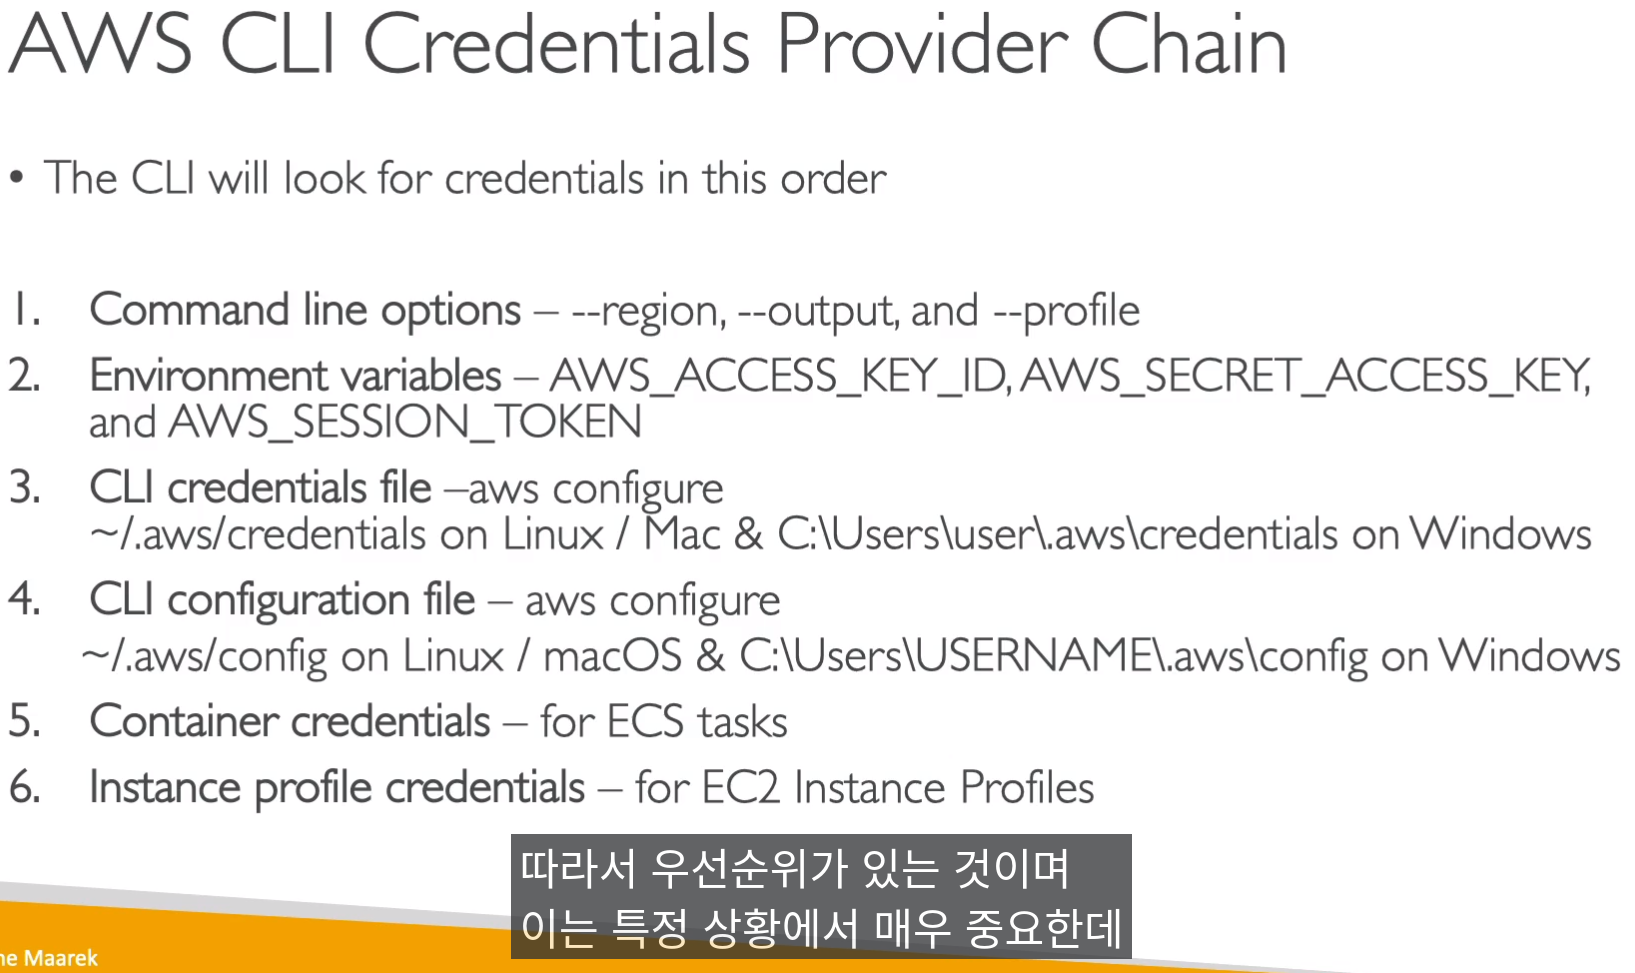 AWS CLI Credentials Provider Chain
• The CLI will look for credentials in this order
1. Command line options – --region, --output, and --profile
2. Environment variables – AWS_ACCESS_KEY_ID, AWS_SECRET_ACCESS_KEY,
and AWS_SESSION_TOKEN
3. CLI credentials file –aws configure
~/.aws/credentials on Linux / Mac & C:\Users\user\.aws\credentials on Windows
4. CLI configuration file – aws configure
~/.aws/config on Linux / macOS & C:\Users\USERNAME\.aws\config on Windows
5. Container credentials – for ECS tasks
6. Instance profile credentials – for EC2 Instance Profiles
따라서 우선순위가 있는 것이며
이는 특정 상황에서 매우 중요한데
ne Maarek